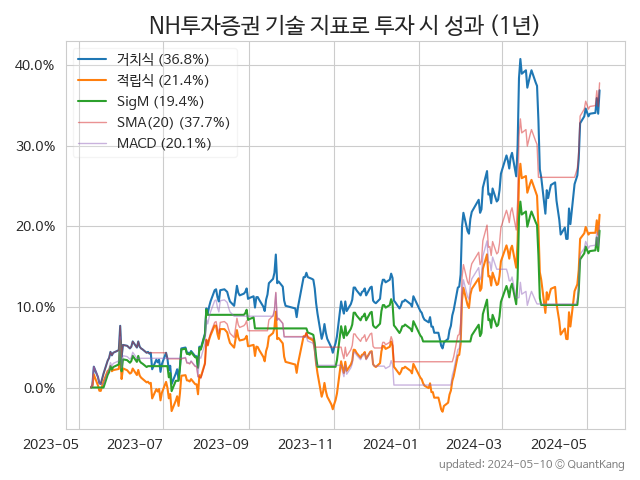 NH투자증권 기술 지표로 투자 시 성과 (1년)
거치식 (36.8%)
적립식 (21.4%)
SigM (19.4%)
SMA(20) (37.7%)
MACD (20.1%)
40.0%
30.0%
20.0%
10.0%
0.0%
2023-05 2023-07 2023-09 2023-11 2024-01 2024-03 2024-05
updated: 2024-05-10 © QuantKang